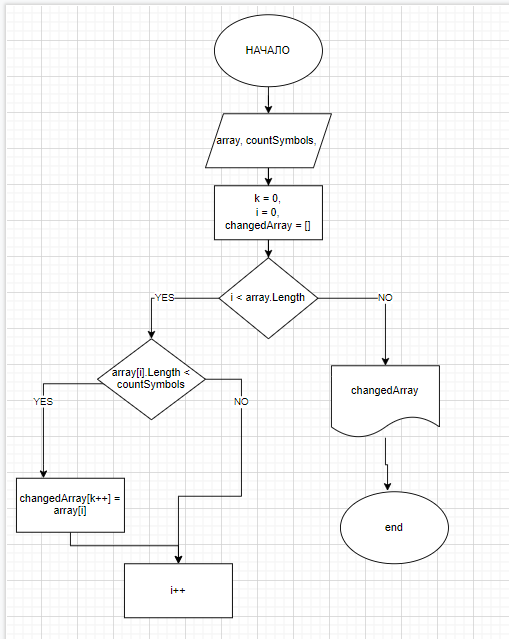 НАЧАЛО
array, countSymbols,
k = 0,
i = 0,
changedArray = []
i < array.Length
YES
NO
array[i].Length <
countSymbols
changedArray
YES
NO
changedArray[k++] =
array[i]
end
i++